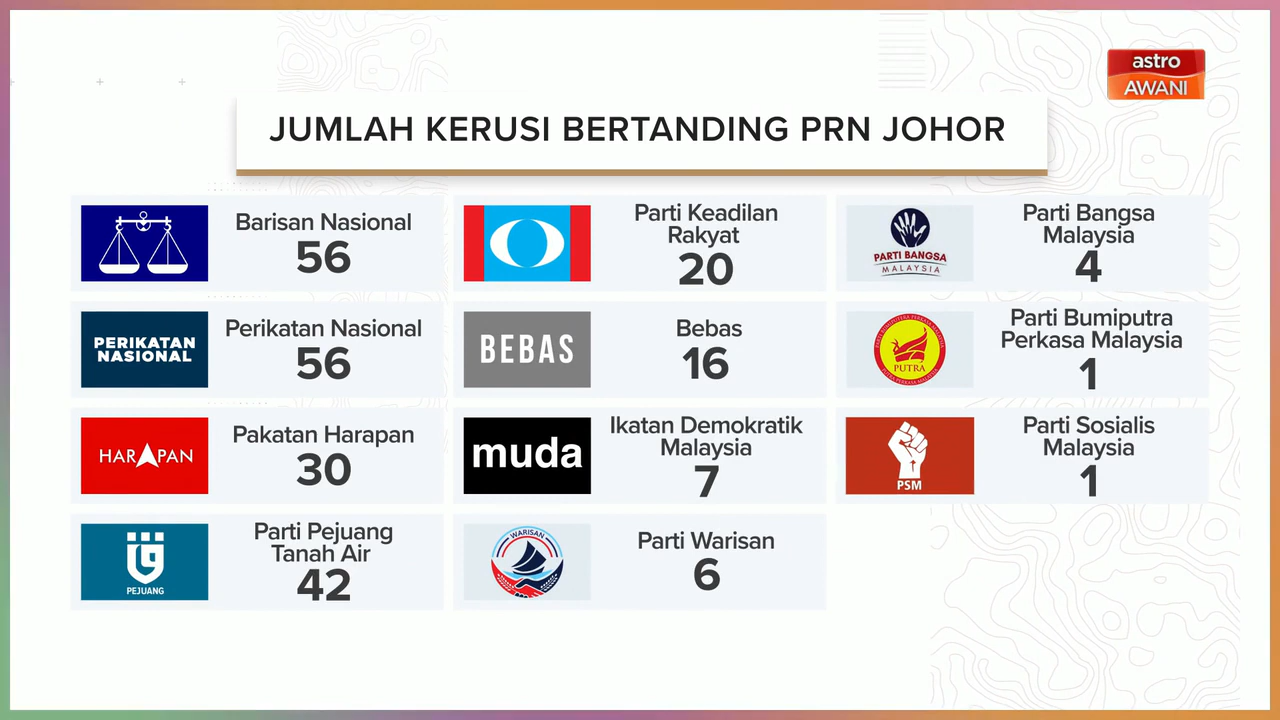 astro
AWANI
JUMLAH KERUSI BERTANDING PRN JOHOR
Barisan Nasional
56
PERIKATAN
NASIONAL
Perikatan Nasional
56
HARAPAN
Pakatan Harapan
30
PEJUANG
Parti Pejuang
Tanah Air
42
Parti Keadilan
Rakyat
20
BEBAS
Bebas
16
muda
Ikatan Demokratik
Malaysia
7
WARISAN
Parti Warisan
6
PARTI BANGSA
MALAYSIA
Parti Bangsa
Malaysia
4
PUTRA
Parti Bumiputra
Perkasa Malaysia
1
PSM
Parti Sosialis
Malaysia
1